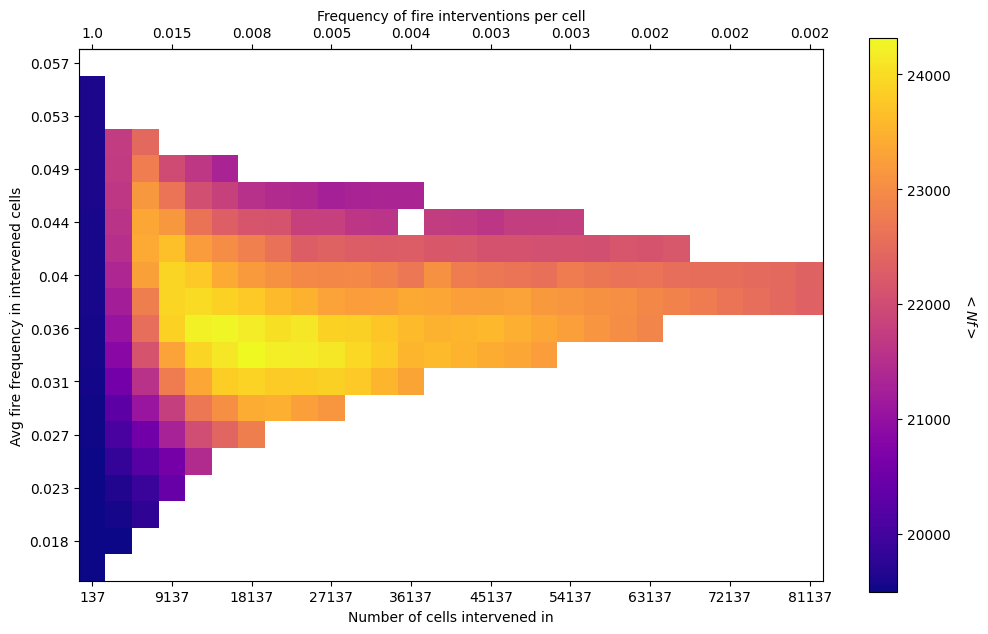 Frequency of fire interventions per cell
1.0 0.015 0.008 0.005 0.004 0.003 0.003 0.002 0.002 0.002
Avg fire frequency in intervened cells
0.057
0.053
0.049
0.044
0.04
0.036
0.031
0.027
0.023
0.018
137 9137 18137 27137 36137 45137 54137 63137 72137 81137
Number of cells intervened in
24000
23000
22000
21000
20000
< Nf >